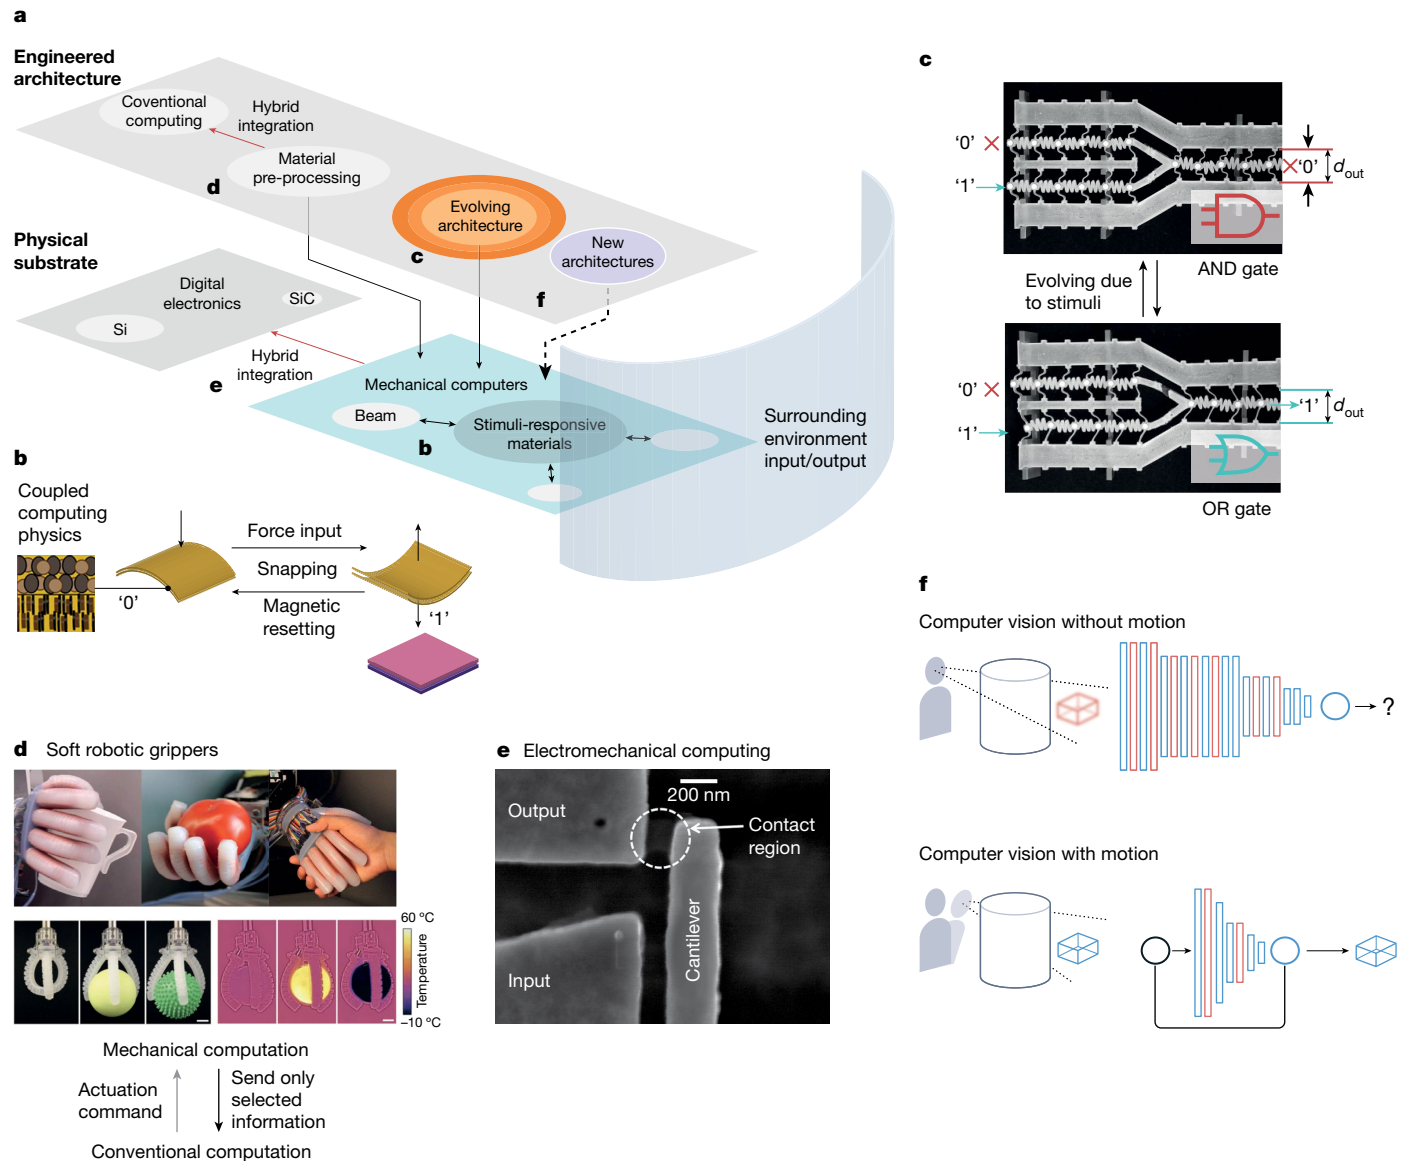 a
Engineered
architecture
Coventional
computing
Hybrid
integration
Material
pre-processing
d
Evolving
architecture
c
New
architectures
f
Physical
substrate
Digital
electronics
SiC
Si
Hybrid
integration
e
Mechanical computers
Beam
Stimuli-responsive
materials
b
Surrounding
environment
input/output
b
Coupled
computing
physics
Force input
Snapping
Magnetic
resetting
‘0’
‘1’
c
‘0’
‘1’
‘0’
dout
AND gate
Evolving due
to stimuli
‘0’
‘1’
‘1’
dout
OR gate
d Soft robotic grippers
60 ºC
Temperature
–10 ºC
Mechanical computation
Actuation
command
Send only
selected
information
Conventional computation
e Electromechanical computing
200 nm
Output
Contact
region
Cantilever
Input
f
Computer vision without motion
?
Computer vision with motion